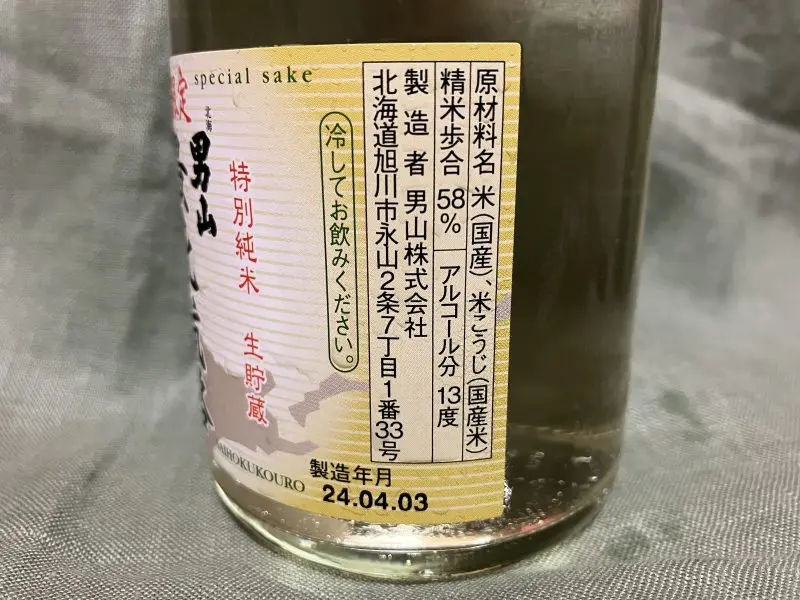 special sake
限定
北海
男山
特別純米 生貯蔵
冷してお飲みください。
原材料名 米(国産)、米こうじ(国産米)
精米歩合 58% アルコール分 13度
製造者 男山株式会社
北海道旭川市永山2条7丁目1番33号
製造年月
24.04.03